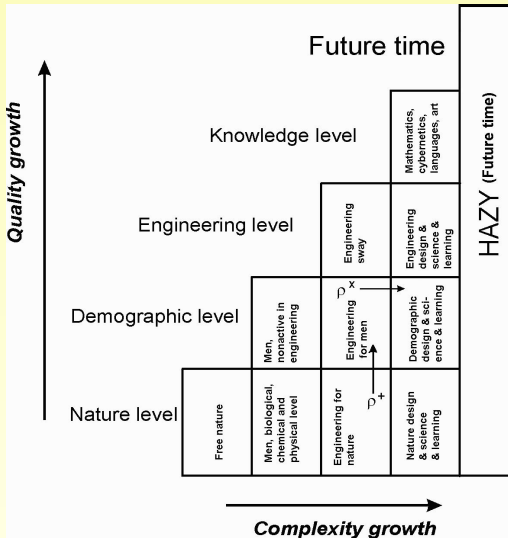 Future time
HAZY (Future time)
Quality growth
Knowledge level
Mathematics,
cybernetics,
languages, art
Engineering level
Engineering
sway
Engineering
design &
science &
learning
Demographic level
Men,
nonactive in
engineering
ρx
Engineering
for men
Demographic
design & sci-
ence & learning
Nature level
Free nature
Men, biological,
chemical and
physical level
Engineering for
nature
ρ+
Nature design
& science
& learning
Complexity growth